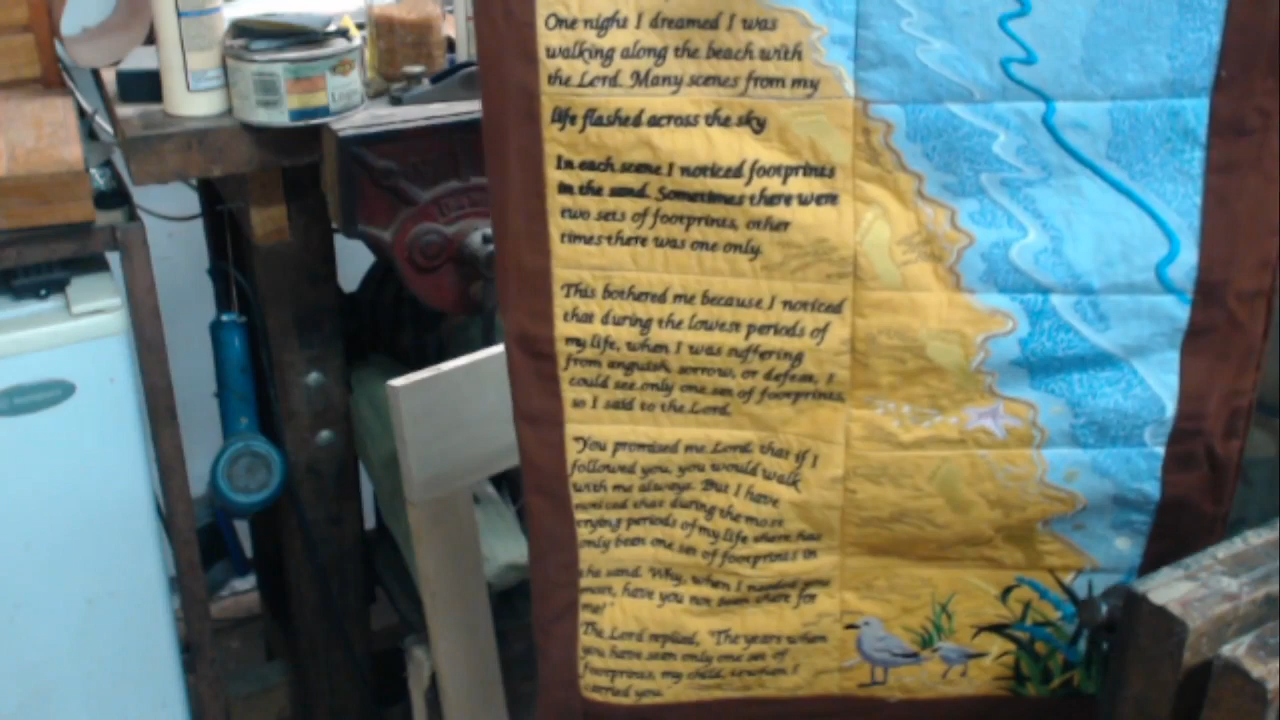 One night I dreamed I was
walking along the beach with
the Lord. Many scenes from my
life flashed across the sky
In each scene I noticed footprints
in the sand. Sometimes there were
two sets of footprints, other
times there was one only.
This bothered me because I noticed
that during the lowest periods of
my life, when I was suffering
from anguish, sorrow, or defeat, I
could see only one set of footprints,
so I said to the Lord.
"You promised me Lord, that if I
followed you, you would walk
with me always. But I have
noticed that during the most
trying periods of my life there has
only been one set of footprints in
the sand. Why, when I needed you
most, have you not been there for
me?"
The Lord replied, "The years when
you have seen only one set of
footprints, my child, is when I
carried you.